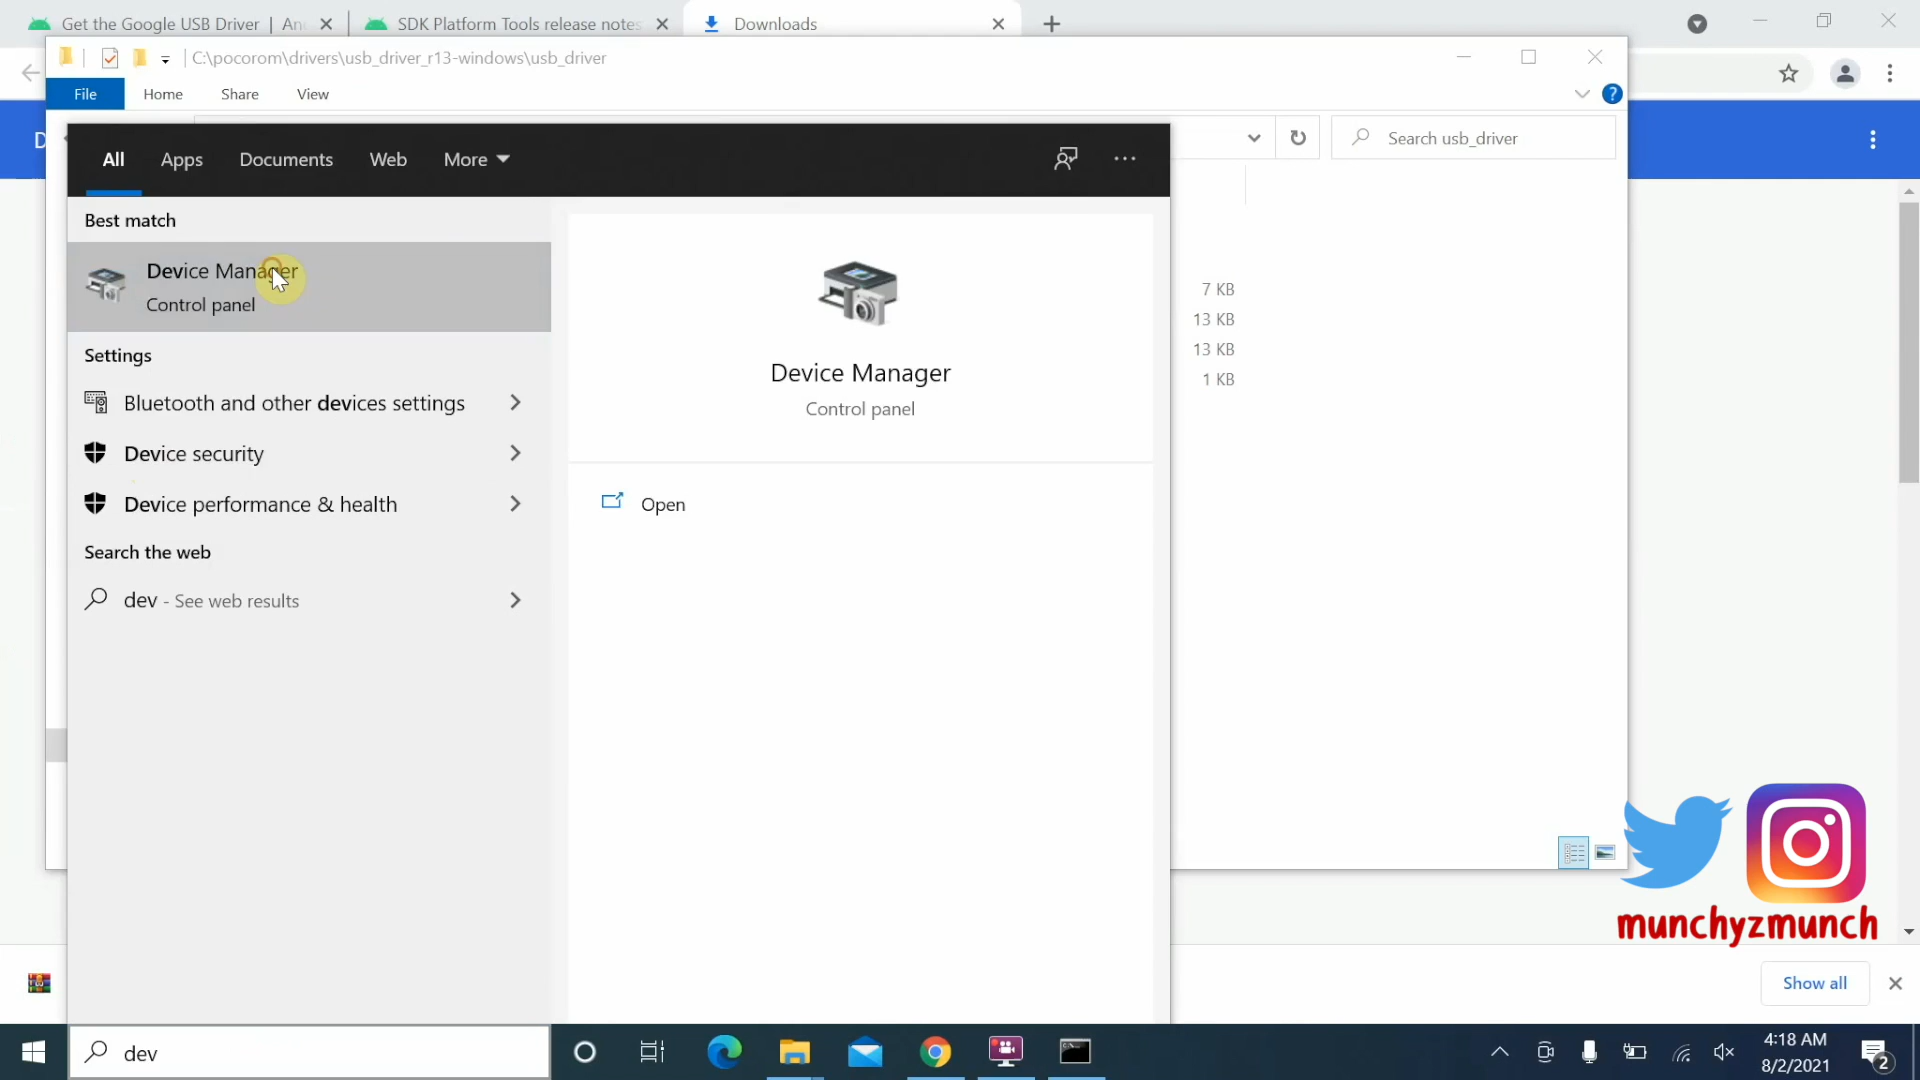 Get the Google USB Driver | An
SDK Platform Tools release notes
Downloads
C:\pocorom\drivers\usb_driver_r13-windows\usb_driver
File
Home
Share
View
?
D
Search usb_driver
All
Apps
Documents
Web
More
Best match
Device Manager
Control panel
Settings
Bluetooth and other devices settings
Device security
Device performance & health
Search the web
dev - See web results
Device Manager
Control panel
Open
7 KB
13 KB
13 KB
1 KB
munchyzmunch
Show all
dev
4:18 AM
8/2/2021
2